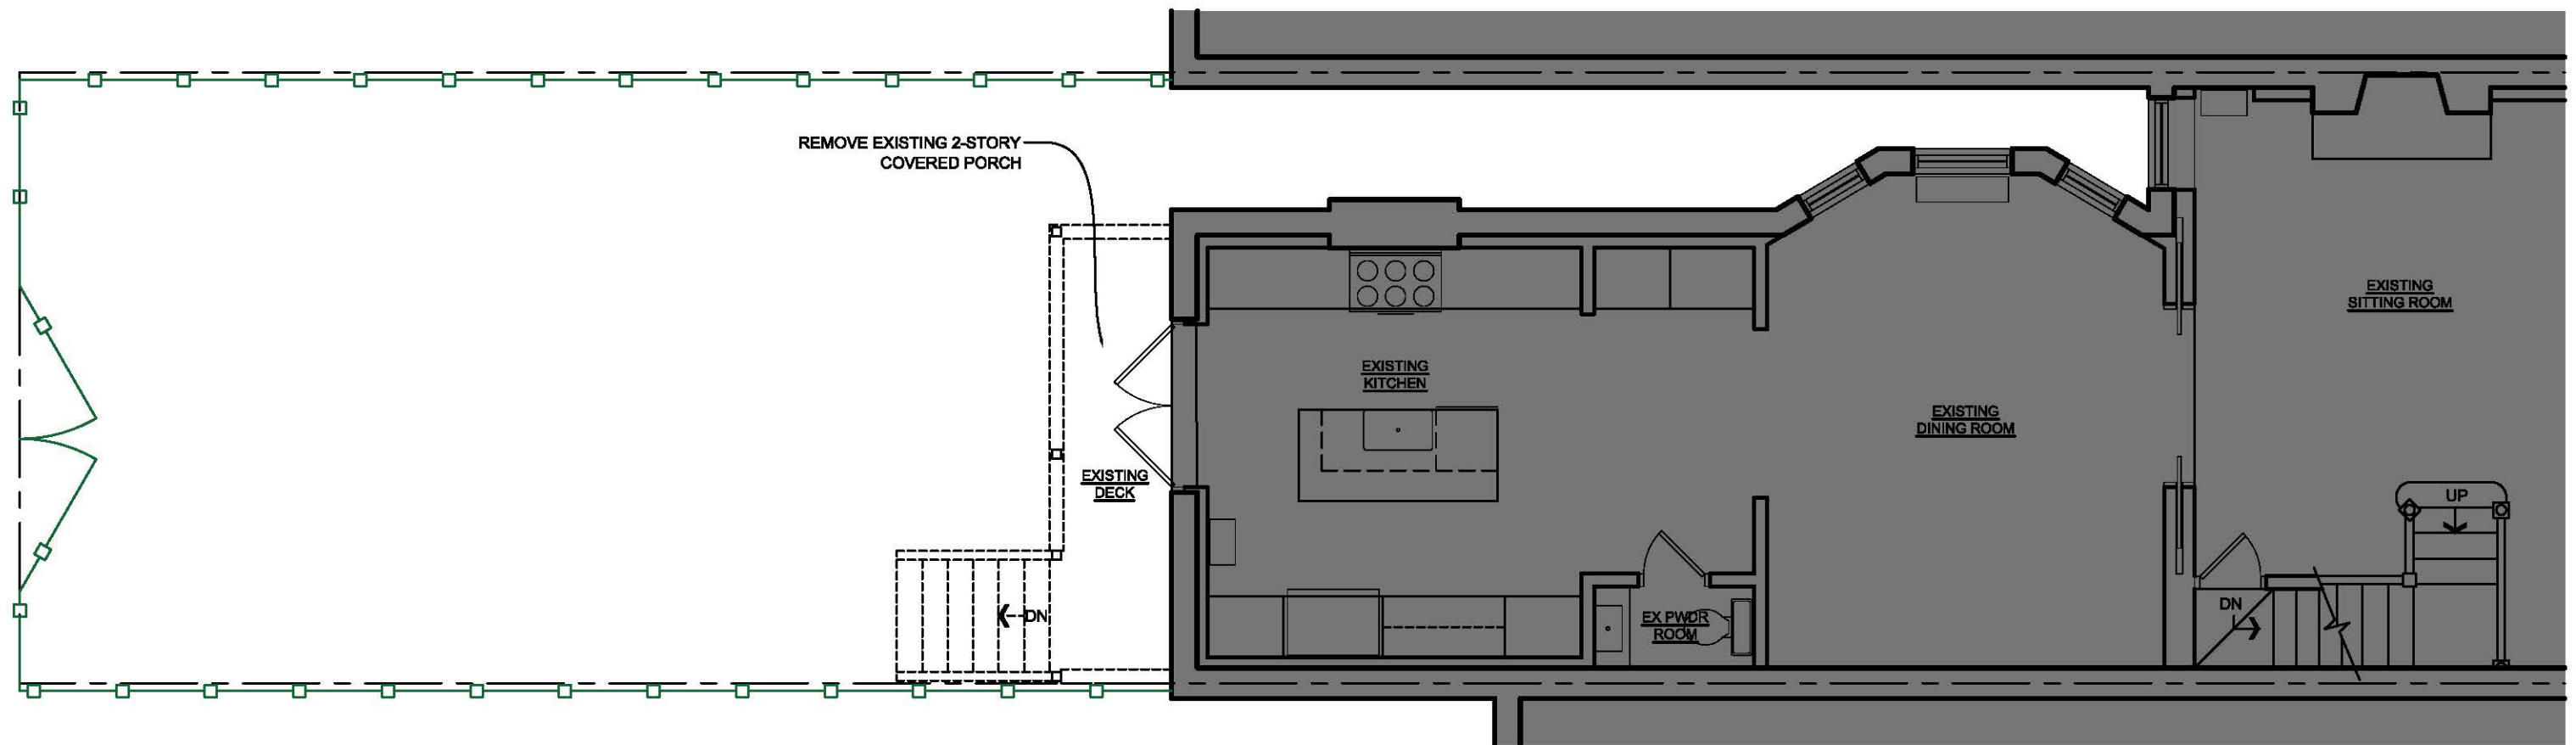 REMOVE EXISTING 2-STORY
COVERED PORCH
EXISTING
DECK
DN
EXISTING
KITCHEN
EX PWDR
ROOM
EXISTING
DINING ROOM
EXISTING
SITTING ROOM
UP
DN